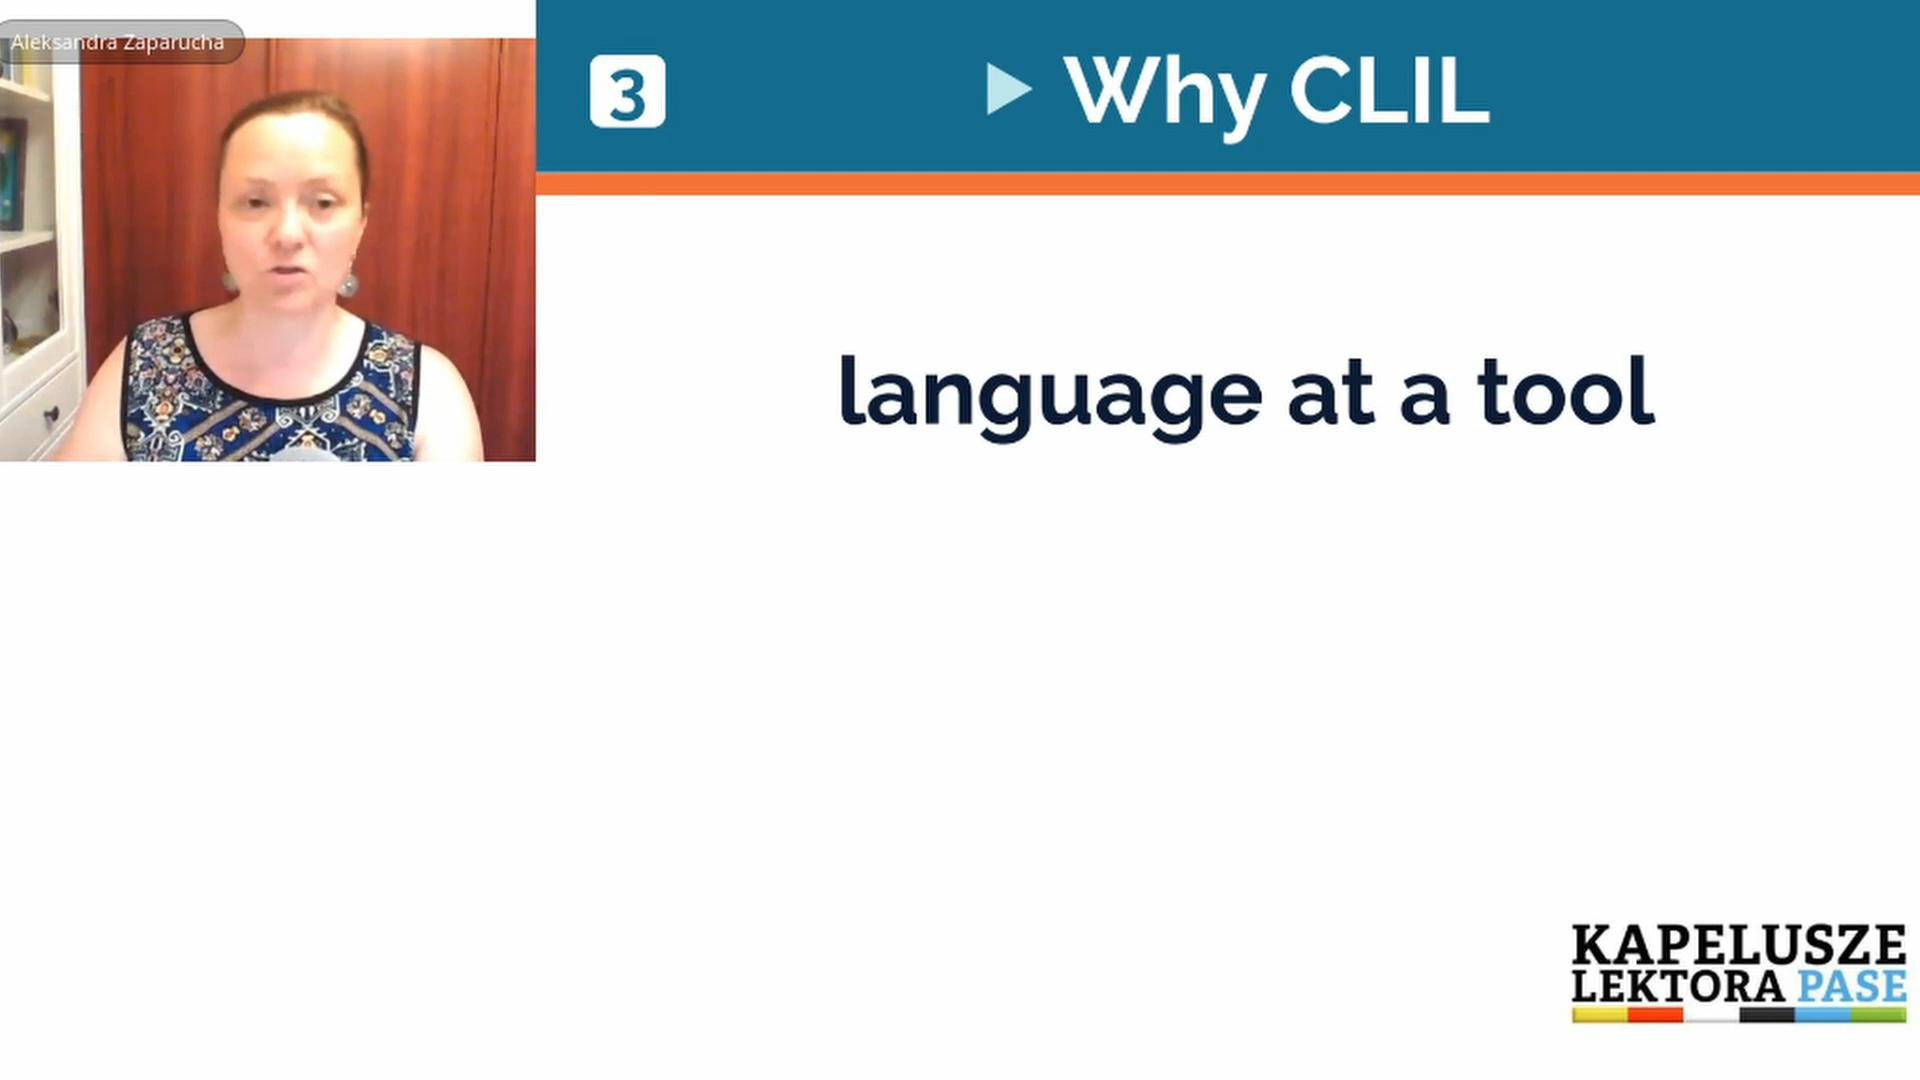 Aleksandra Zaparucha
3
Why CLIL
language at a tool
KAPELUSZE
LEKTORA PASE